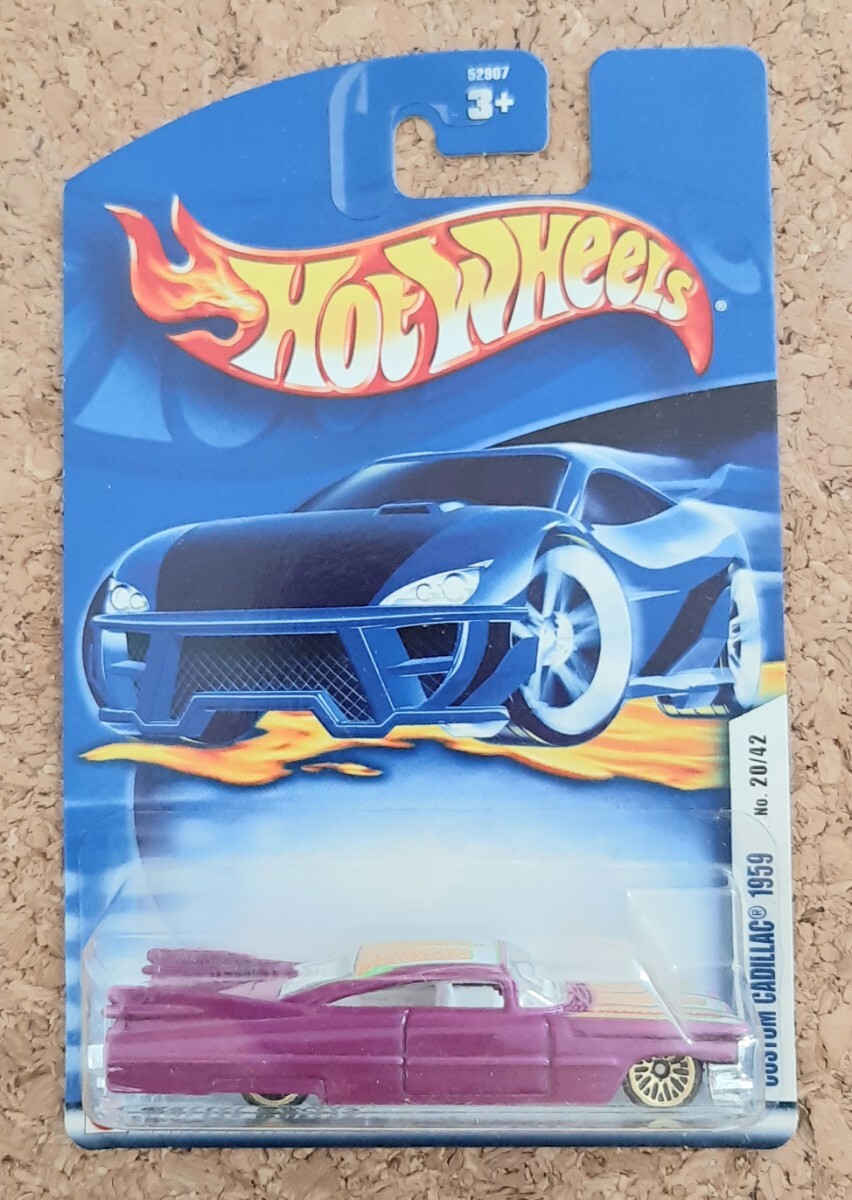 52907
3+
HOT WHEELS®
No. 20/42
CUSTOM CADILLAC® 1959